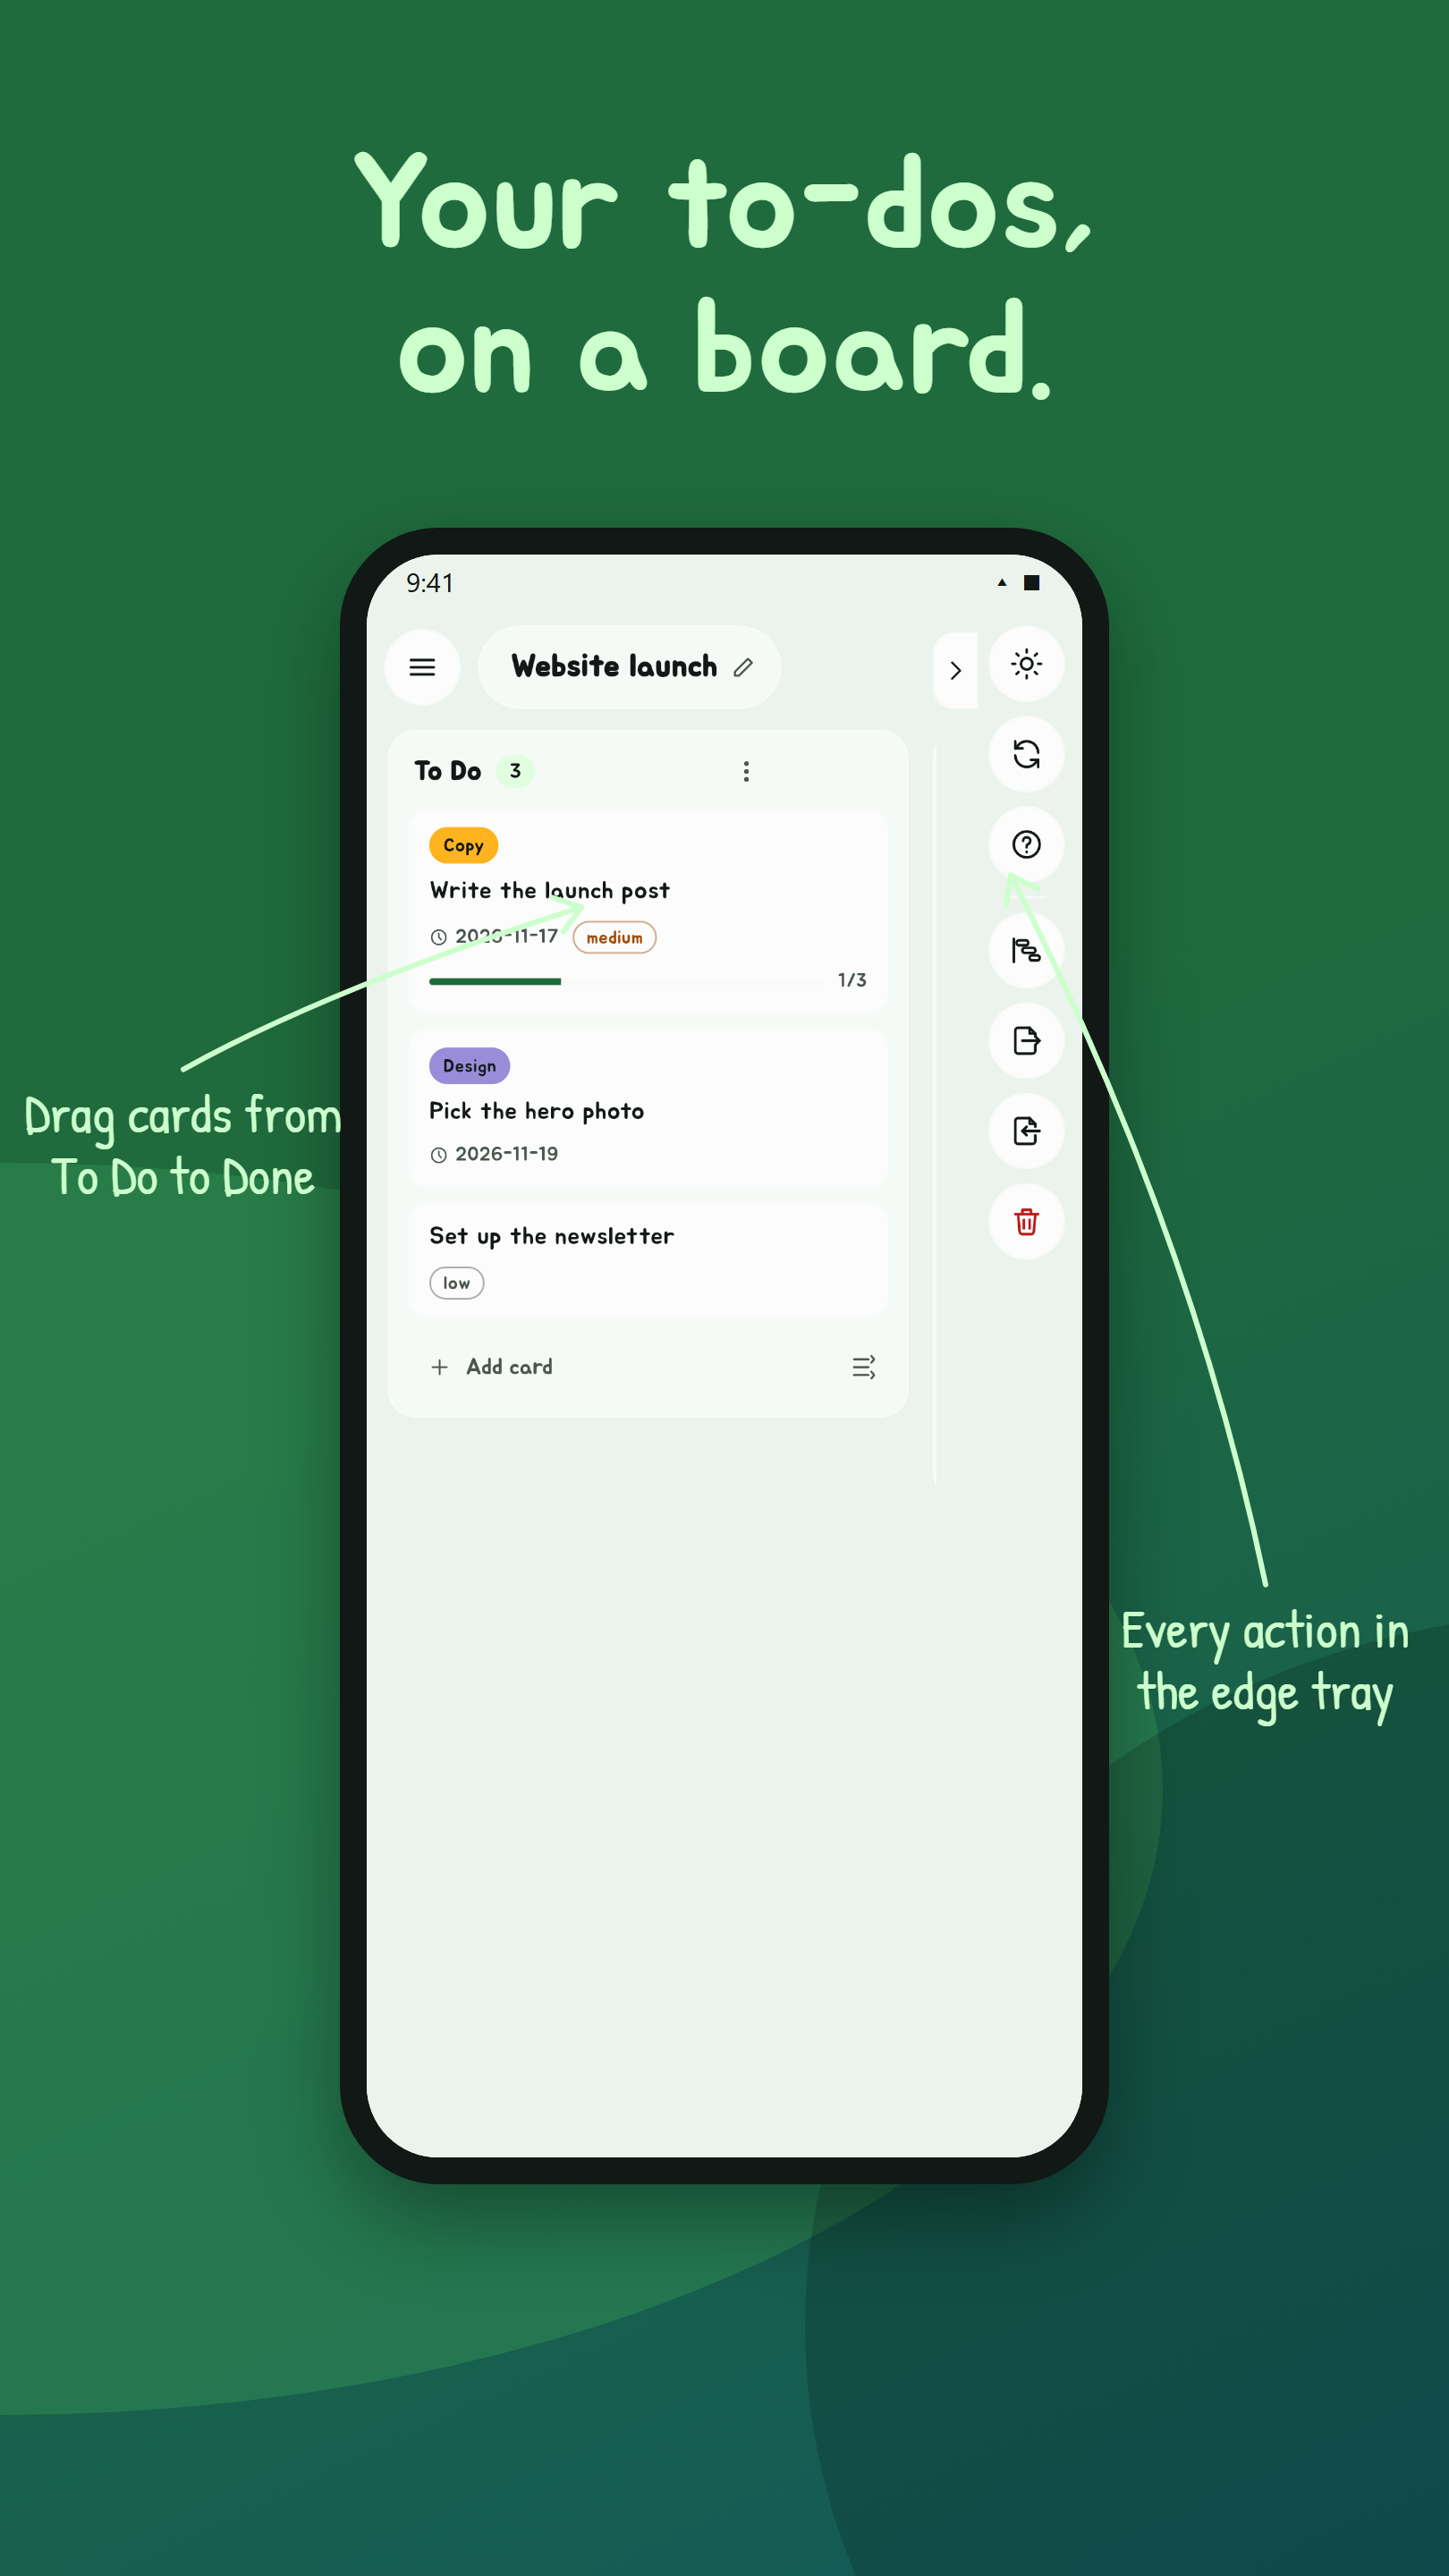 Your to-dos,
on a board.
9:41
Website launch
To Do 3
Copy
Write the launch post
2026-11-17 medium
1/3
Design
Pick the hero photo
2026-11-19
Set up the newsletter
low
+ Add card
Drag cards from
To Do to Done
Every action in
the edge tray